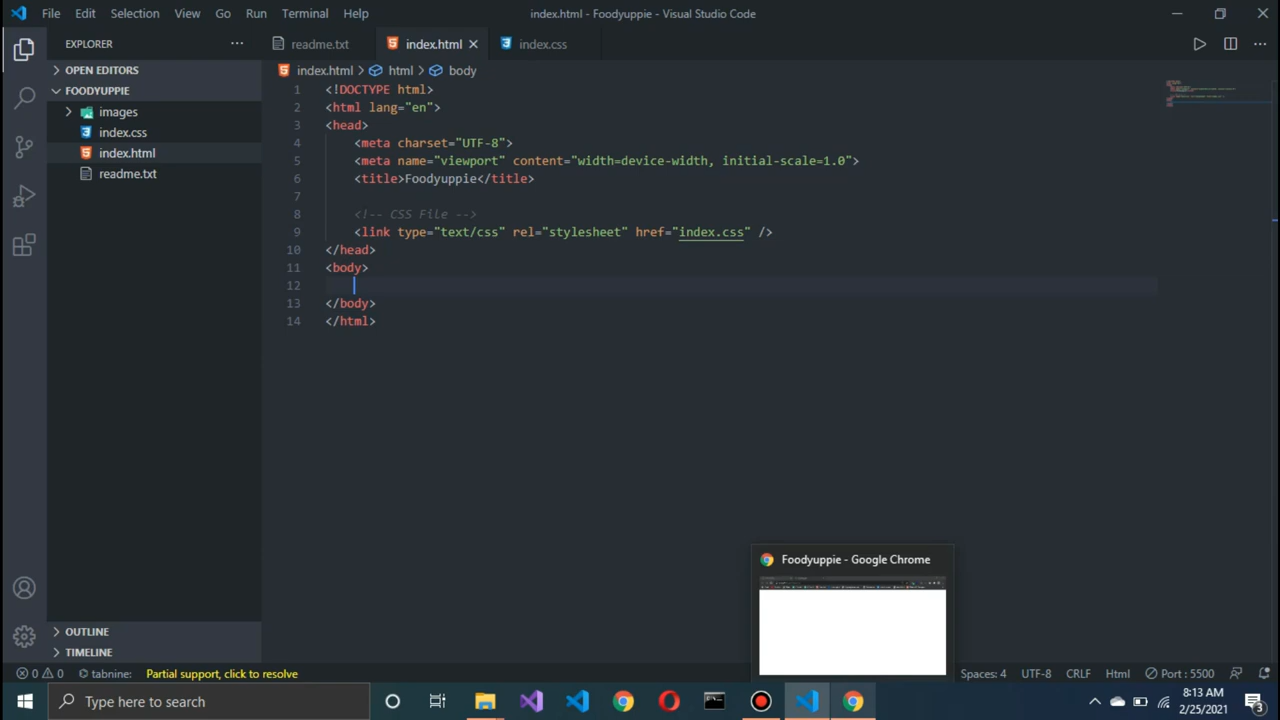 File Edit Selection View Go Run Terminal Help index.html - Foodyuppie - Visual Studio Code
EXPLORER readme.txt index.html index.css
OPEN EDITORS
FOODYUPPIE
images
index.css
index.html
readme.txt
index.html > html > body
1 <!DOCTYPE html>
2 <html lang="en">
3 <head>
4 <meta charset="UTF-8">
5 <meta name="viewport" content="width=device-width, initial-scale=1.0">
6 <title>Foodyuppie</title>
7
8 <!-- CSS File -->
9 <link type="text/css" rel="stylesheet" href="index.css" />
10 </head>
11 <body>
12
13 </body>
14 </html>
Foodyuppie - Google Chrome
OUTLINE
TIMELINE
0 0 tabnine: Partial support, click to resolve Spaces: 4 UTF-8 CRLF Html Port : 5500
Type here to search
8:13 AM
2/25/2021
3